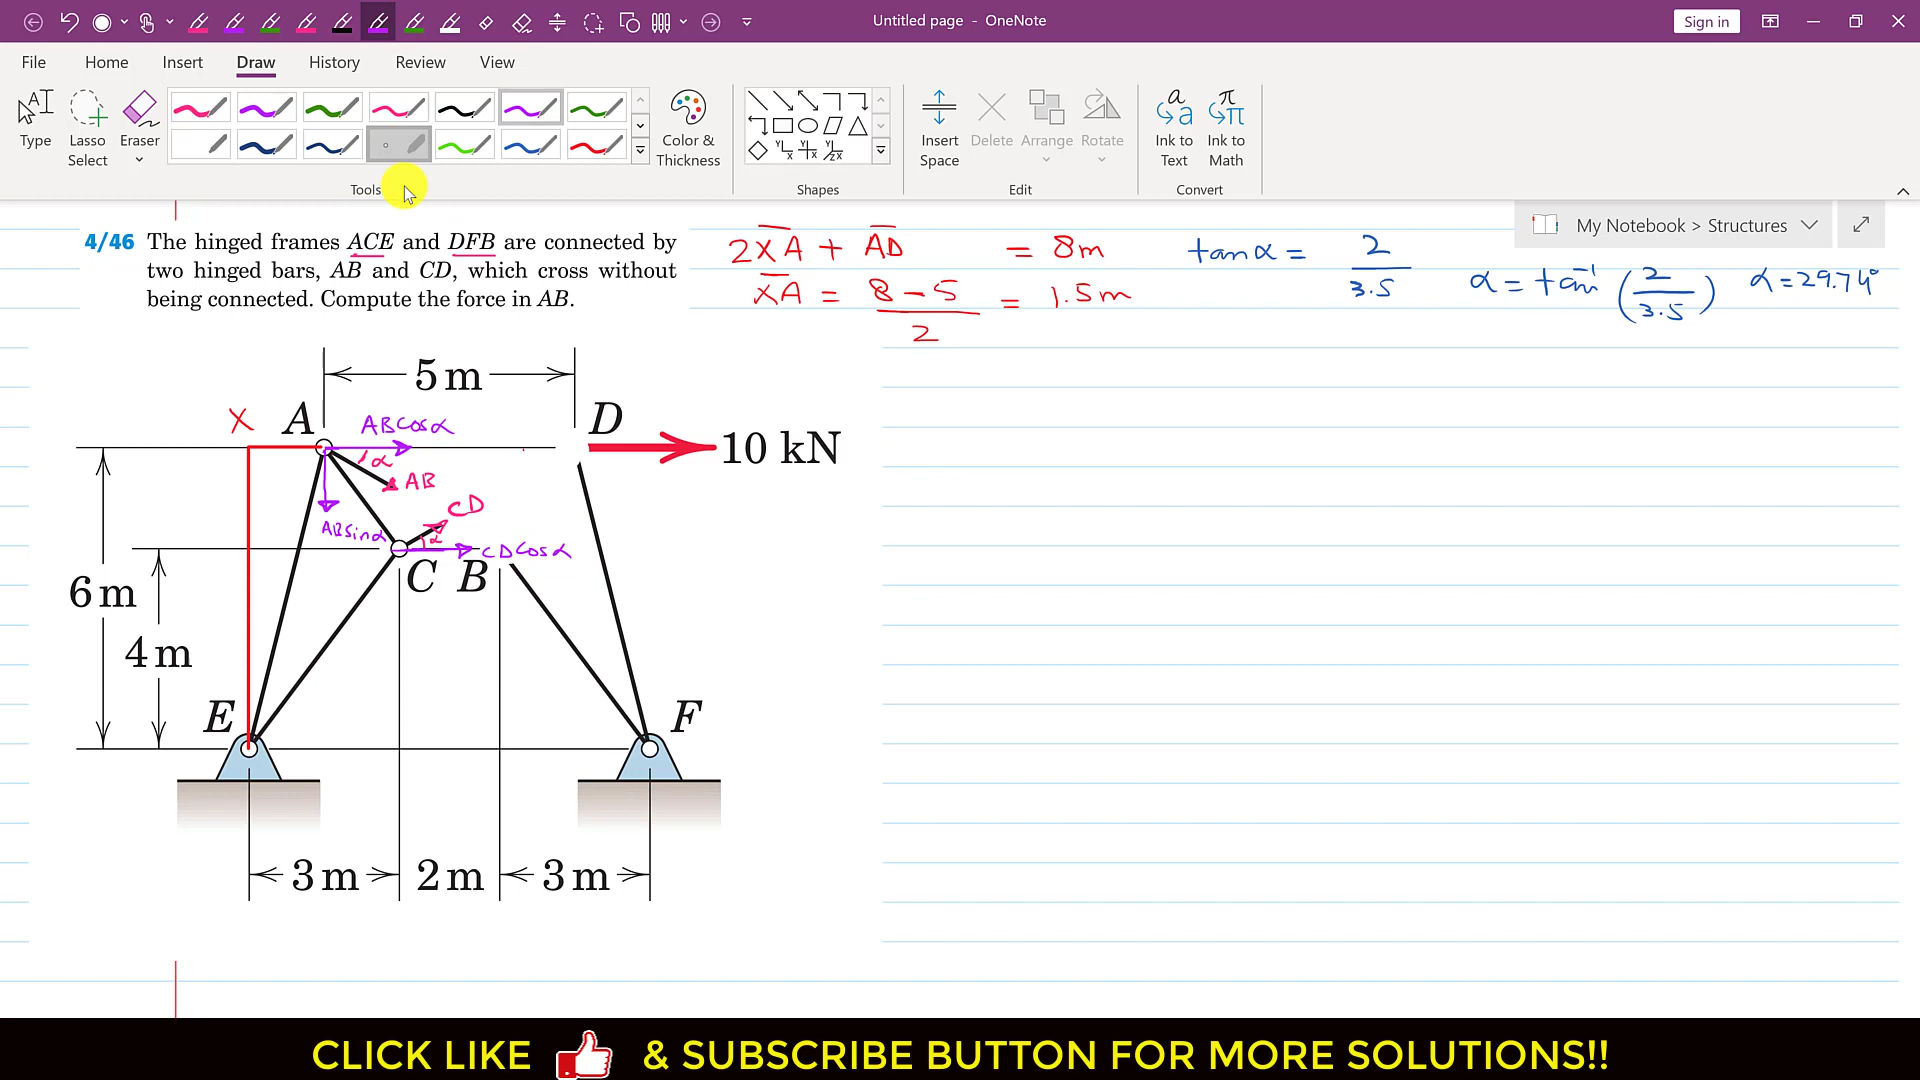 Untitled page - OneNote
Sign in
File Home Insert Draw History Review View
Type
Lasso Select
Eraser
Color & Thickness
Insert Space
Delete
Arrange
Rotate
Ink to Text
Ink to Math
Tools
Shapes
Edit
Convert
My Notebook > Structures
4/46 The hinged frames ACE and DFB are connected by
two hinged bars, AB and CD, which cross without
being connected. Compute the force in AB.
2XA + AD = 8m
XA = 8-5/2 = 1.5m
tanα = 2/3.5
α = tan⁻¹(2/3.5)
α = 29.74°
5 m
X
A
ABcosα
D
α
AB
10 kN
CD
ABsinα
α
CDCosα
C B
6 m
4 m
E
F
3 m 2 m 3 m
CLICK LIKE & SUBSCRIBE BUTTON FOR MORE SOLUTIONS!!